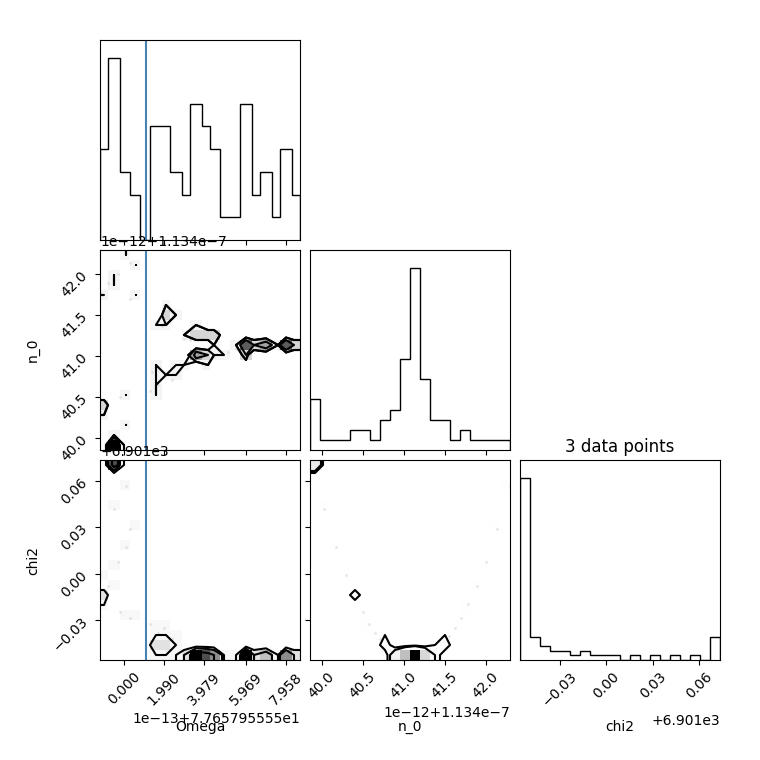 1e−12+1.134e−7
42.0
41.5
41.0
40.5
40.0
n_0
+6.901e3
3 data points
0.06
0.03
0.00
−0.03
chi2
0.000
1.990
3.979
5.969
7.958
1e−13+7.765795555e1
Omega
40.0
40.5
41.0
41.5
42.0
1e−12+1.134e−7
n_0
−0.03
0.00
0.03
0.06
+6.901e3
chi2